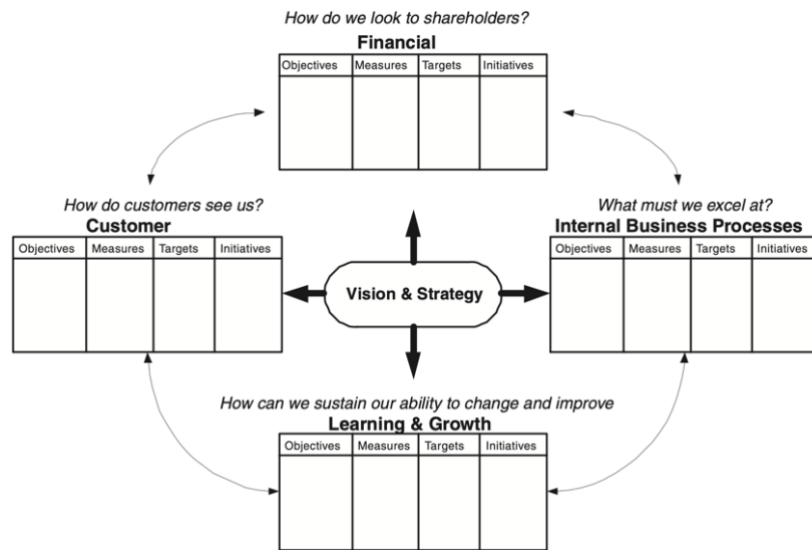 How do we look to shareholders?
Financial
Objectives Measures Targets Initiatives
How do customers see us?
Customer
Objectives Measures Targets Initiatives
What must we excel at?
Internal Business Processes
Objectives Measures Targets Initiatives
Vision & Strategy
How can we sustain our ability to change and improve
Learning & Growth
Objectives Measures Targets Initiatives